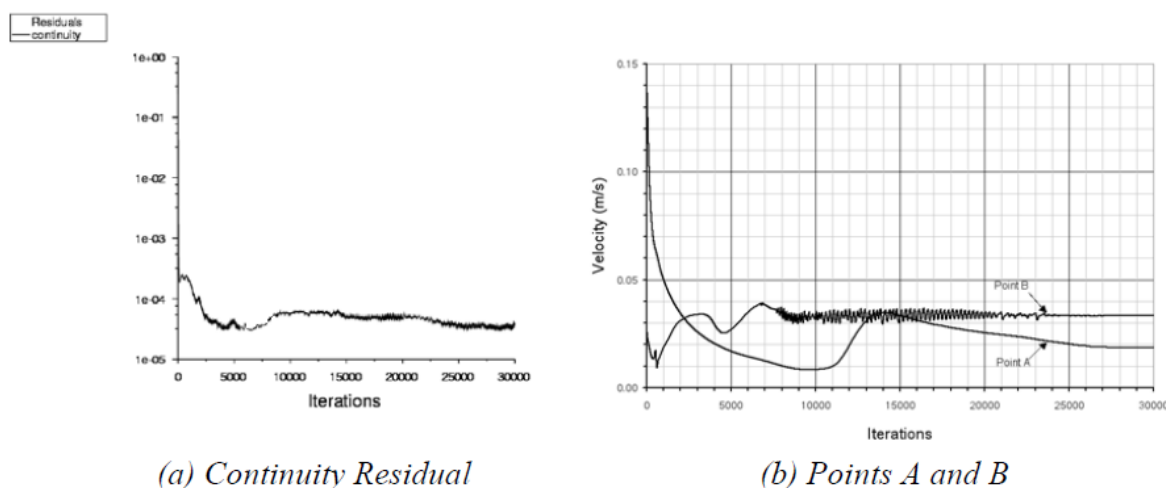 Residuals
continuity
1e+00
1e-01
1e-02
1e-03
1e-04
1e-05
0 5000 10000 15000 20000 25000 30000
Iterations
(a) Continuity Residual
0.15
0.10
0.05
0.00
Velocity (m/s)
Point B
Point A
0 5000 10000 15000 20000 25000 30000
Iterations
(b) Points A and B